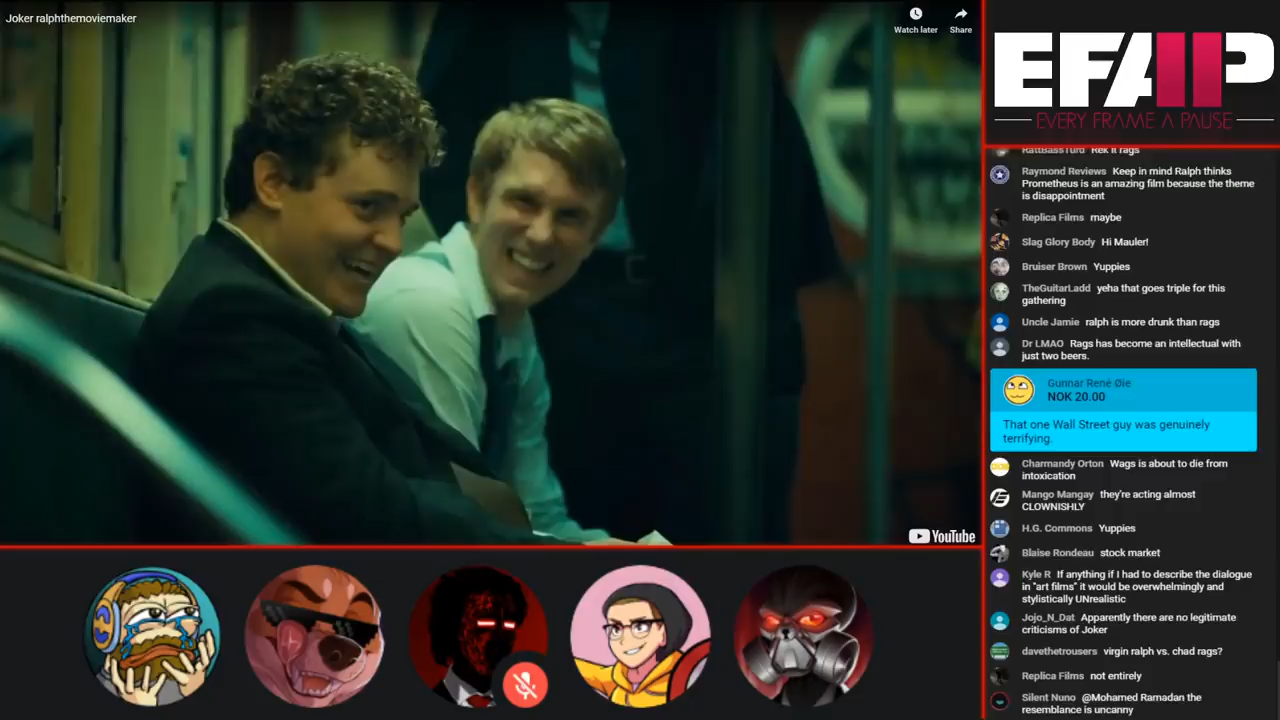 Joker ralphthemoviemaker
Watch later
Share
YouTube
EFAP
EVERY FRAME A PAUSE
RattBassTurd Rek it rags
Raymond Reviews Keep in mind Ralph thinks
Prometheus is an amazing film because the theme
is disappointment
Replica Films maybe
Slag Glory Body Hi Mauler!
Bruiser Brown Yuppies
TheGuitarLadd yeha that goes triple for this
gathering
Uncle Jamie ralph is more drunk than rags
Dr LMAO Rags has become an intellectual with
just two beers.
Gunnar René Øie
NOK 20.00
That one Wall Street guy was genuinely
terrifying.
Charmandy Orton Wags is about to die from
intoxication
Mango Mangay they're acting almost
CLOWNISHLY
H.G. Commons Yuppies
Blaise Rondeau stock market
Kyle R If anything if I had to describe the dialogue
in "art films" it would be overwhelmingly and
stylistically UNrealistic
Jojo_N_Dat Apparently there are no legitimate
criticisms of Joker
davethetrousers virgin ralph vs. chad rags?
Replica Films not entirely
Silent Nuno @Mohamed Ramadan the
resemblance is uncanny